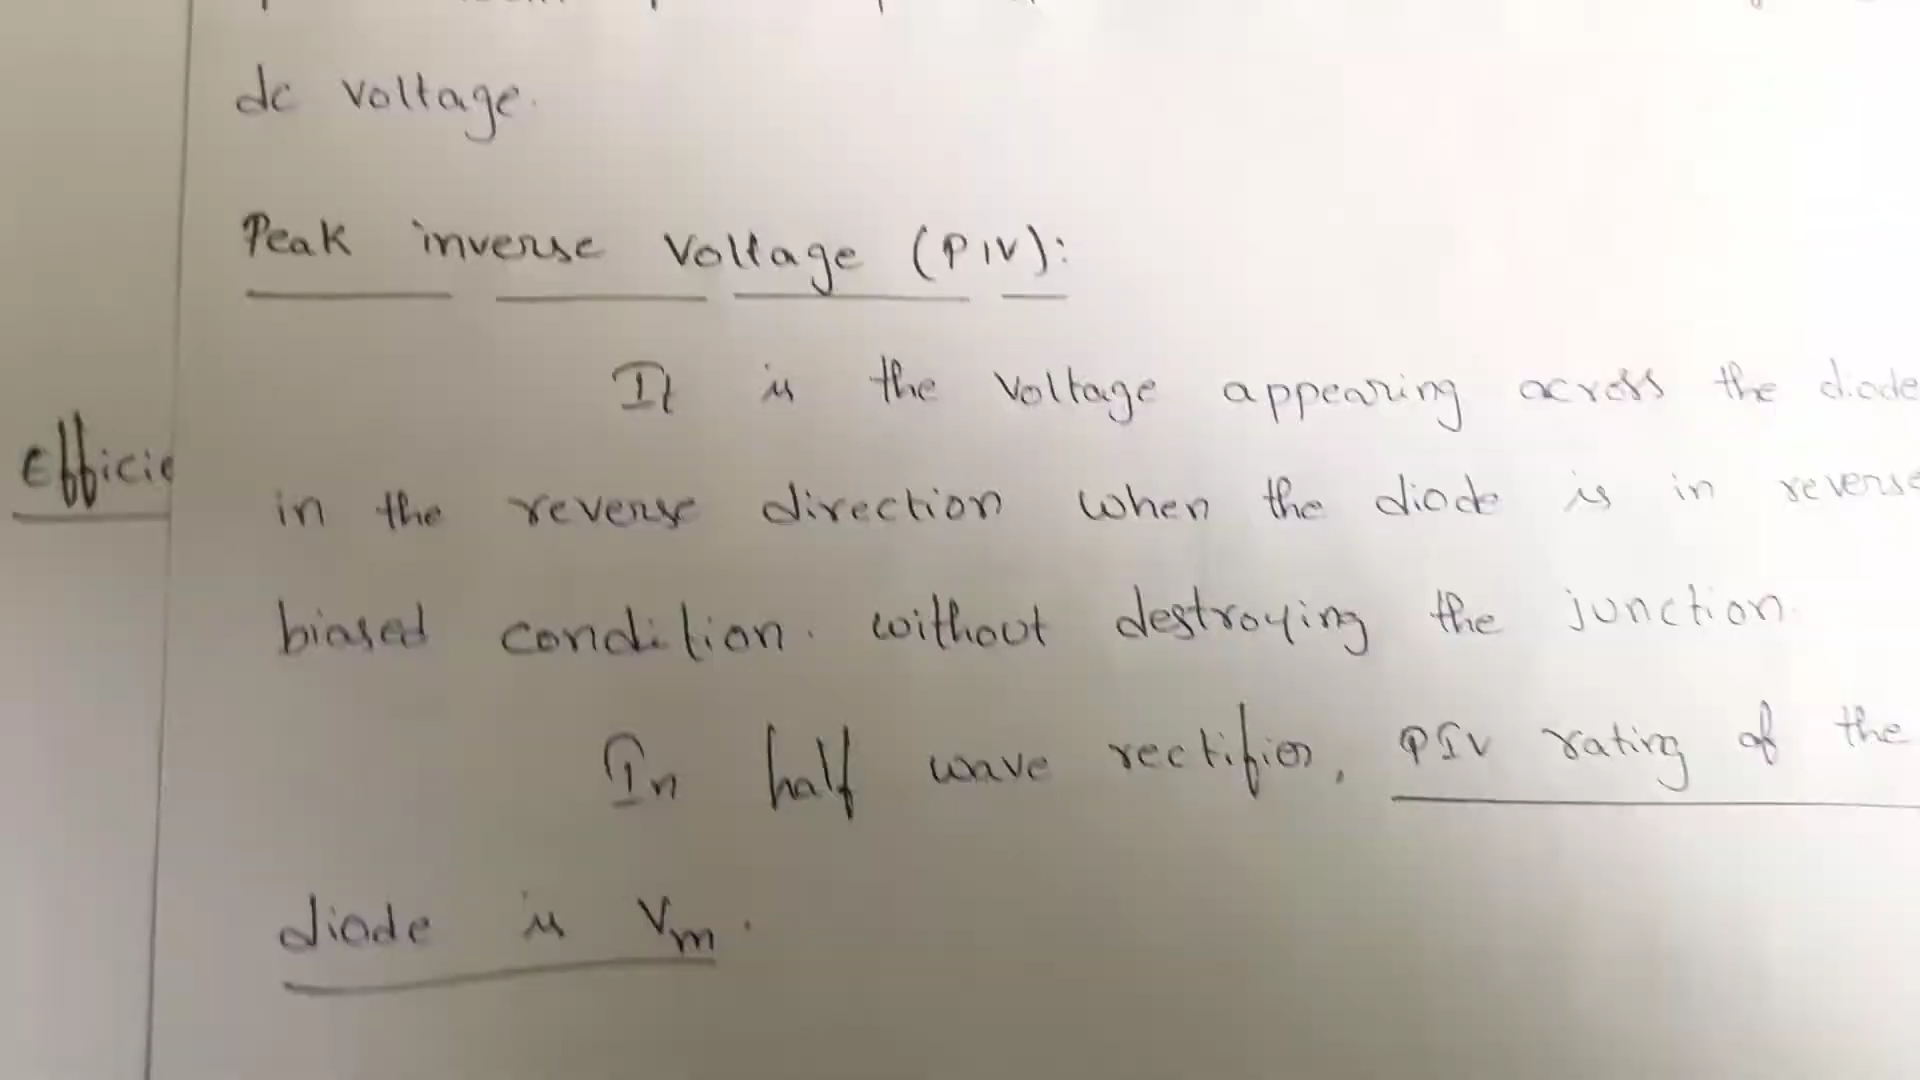 dc voltage.
Peak inverse Voltage (PIV):
It is the voltage appearing across the diode
Effici
in the reverse direction when the diode is in reverse
biased condition. without destroying the junction.
In half wave rectifier, PIV rating of the
diode is Vm.